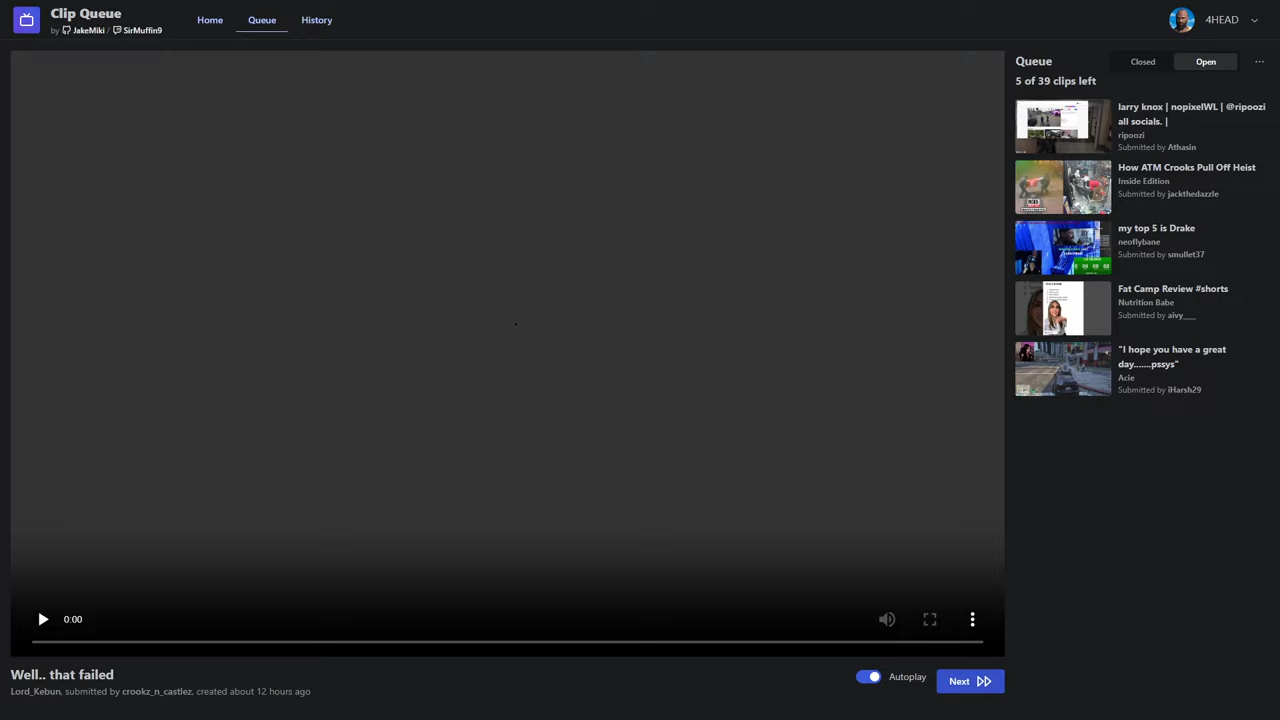 Clip Queue
by JakeMiki / SirMuffin9
Home
Queue
History
4HEAD
Queue
Closed
Open
5 of 39 clips left
larry knox | nopixelWL | @ripoozi
all socials. |
ripoozi
Submitted by Athasin
How ATM Crooks Pull Off Heist
Inside Edition
Submitted by jackthedazzle
my top 5 is Drake
neoflybane
Submitted by smullet37
Fat Camp Review #shorts
Nutrition Babe
Submitted by aivy___
"I hope you have a great
day.......pssys"
Acie
Submitted by iHarsh29
0:00
Well.. that failed
Lord_Kebun, submitted by crookz_n_castlez, created about 12 hours ago
Autoplay
Next